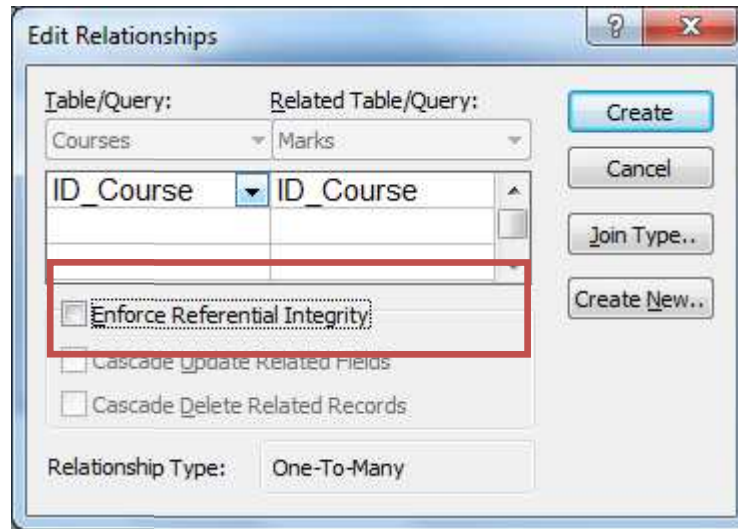 Edit Relationships
?
Table/Query: Related Table/Query:
Create
Courses Marks
Cancel
ID_Course ID_Course
Join Type..
Create New..
Enforce Referential Integrity
Cascade Update Related Fields
Cascade Delete Related Records
Relationship Type: One-To-Many